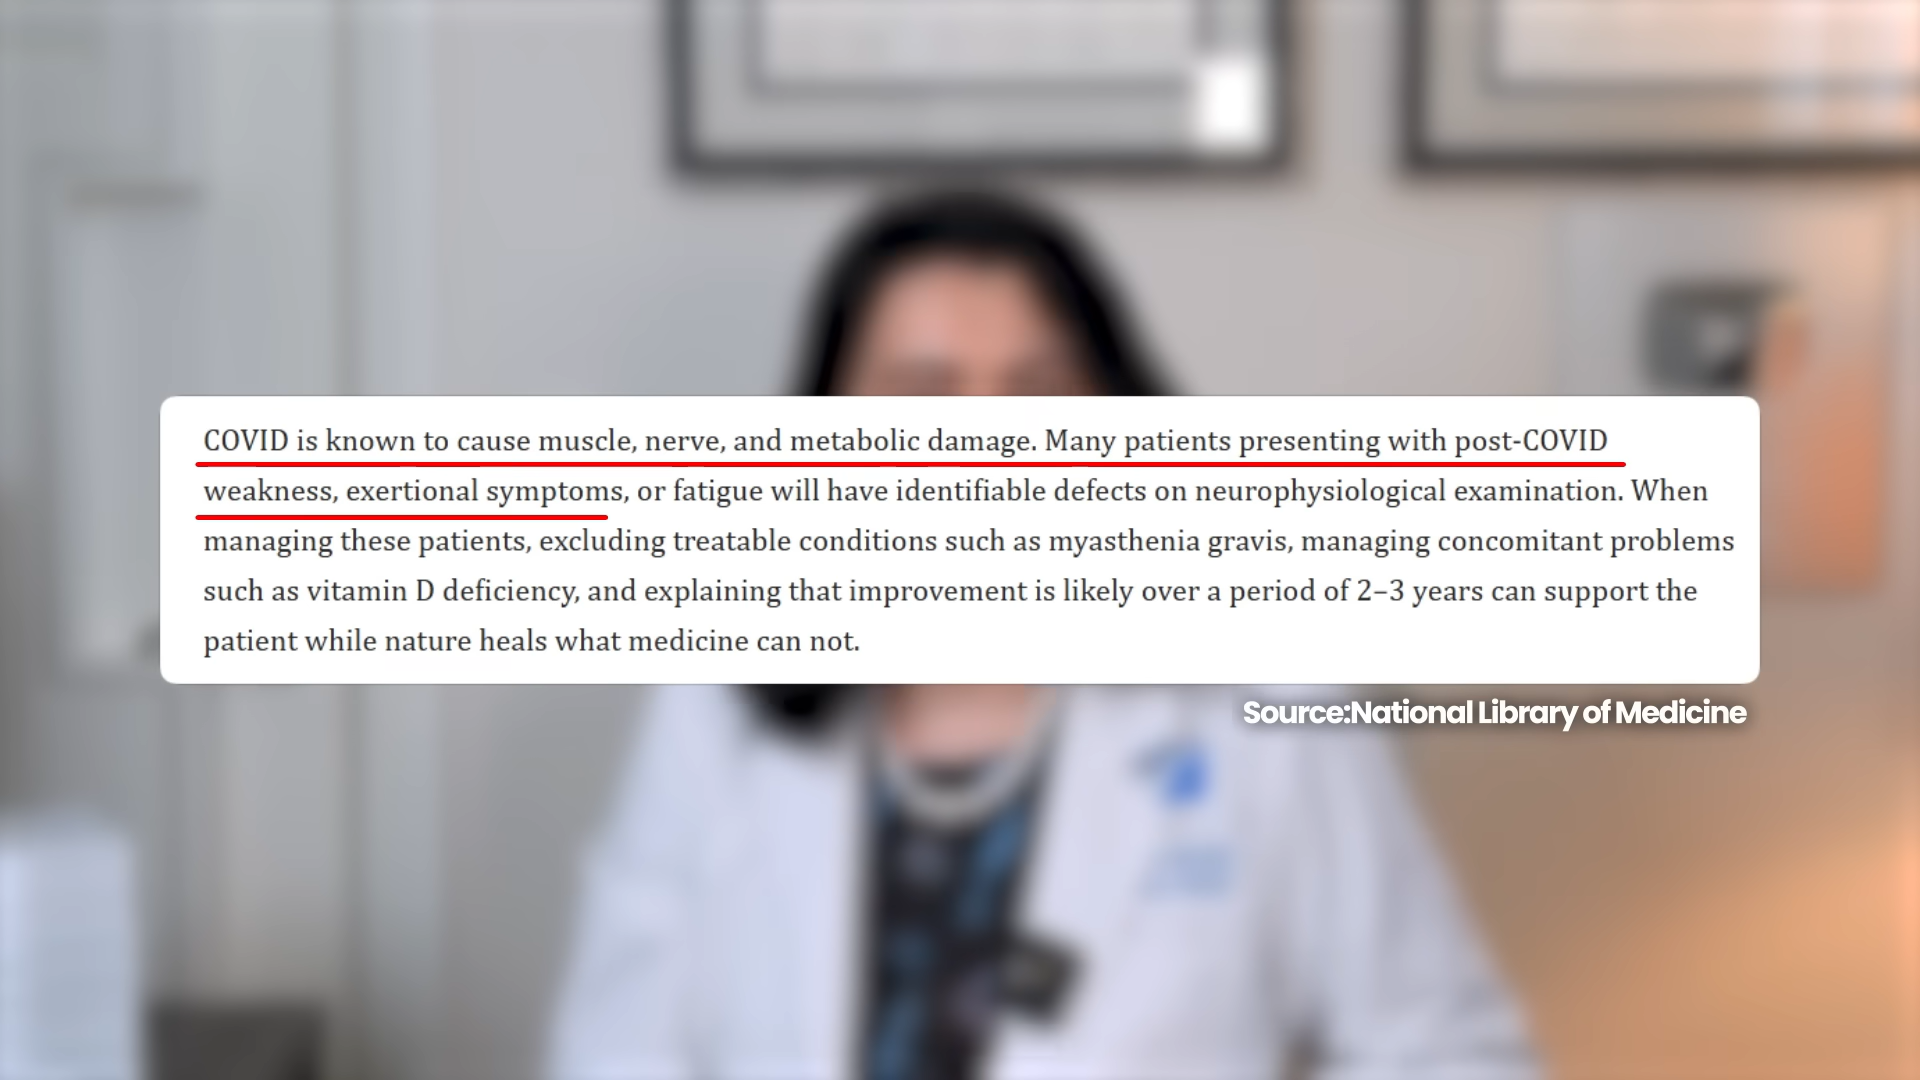 COVID is known to cause muscle, nerve, and metabolic damage. Many patients presenting with post-COVID
weakness, exertional symptoms, or fatigue will have identifiable defects on neurophysiological examination. When
managing these patients, excluding treatable conditions such as myasthenia gravis, managing concomitant problems
such as vitamin D deficiency, and explaining that improvement is likely over a period of 2–3 years can support the
patient while nature heals what medicine can not.
Source:National Library of Medicine